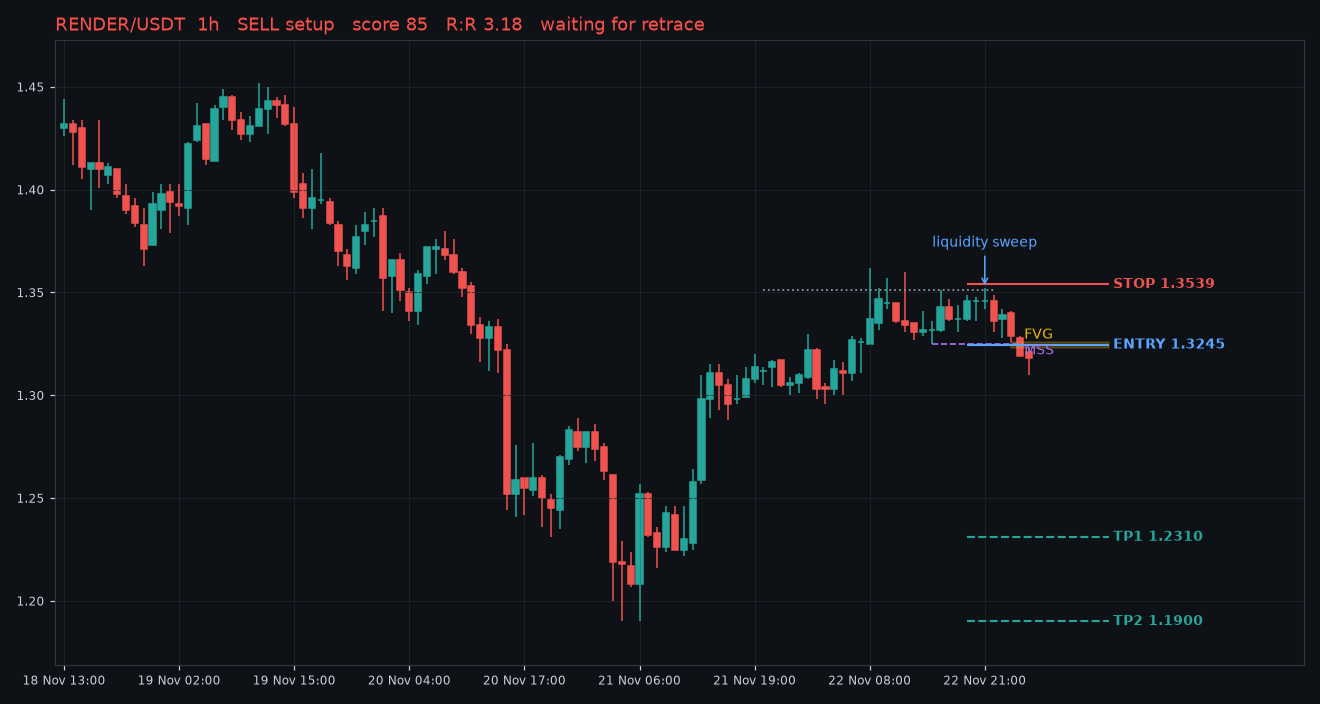 RENDER/USDT 1h SELL setup score 85 R:R 3.18 waiting for retrace
1.45
1.40
1.35
1.30
1.25
1.20
liquidity sweep
STOP 1.3539
FVG
ENTRY 1.3245
MSS
TP1 1.2310
TP2 1.1900
18 Nov 13:00
19 Nov 02:00
19 Nov 15:00
20 Nov 04:00
20 Nov 17:00
21 Nov 06:00
21 Nov 19:00
22 Nov 08:00
22 Nov 21:00